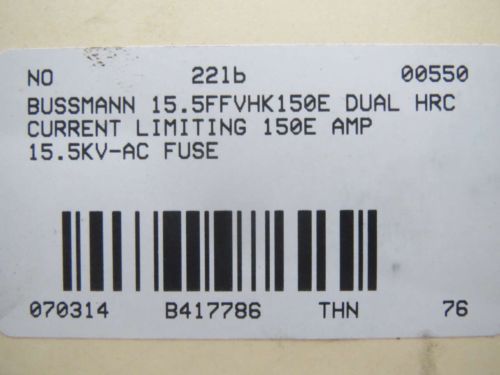 NO 22lb 00550
BUSSMANN 15.5FFVHK150E DUAL HRC
CURRENT LIMITING 150E AMP
15.5KV-AC FUSE
070314 B417786 THN 76